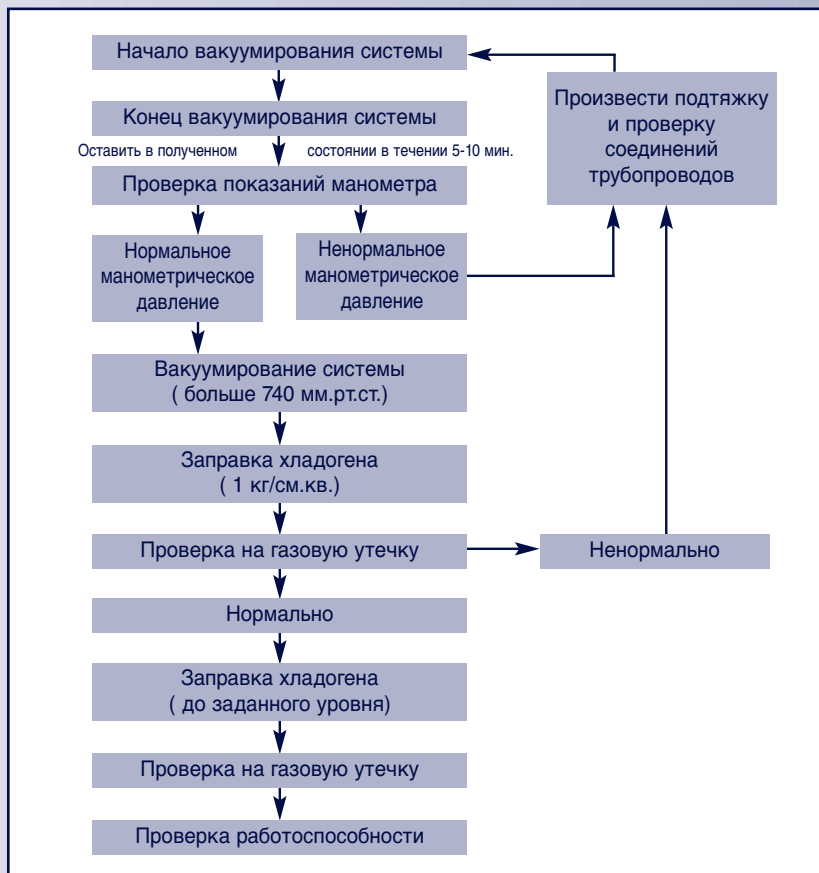 Начало вакуумирования системы
Конец вакуумирования системы
Оставить в полученном состоянии в течении 5-10 мин.
Проверка показаний манометра
Нормальное
манометрическое
давление
Ненормальное
манометрическое
давление
Произвести подтяжку
и проверку
соединений
трубопроводов
Вакуумирование системы
( больше 740 мм.рт.ст.)
Заправка хладогена
( 1 кг/см.кв.)
Проверка на газовую утечку
Ненормально
Нормально
Заправка хладогена
( до заданного уровня)
Проверка на газовую утечку
Проверка работоспособности